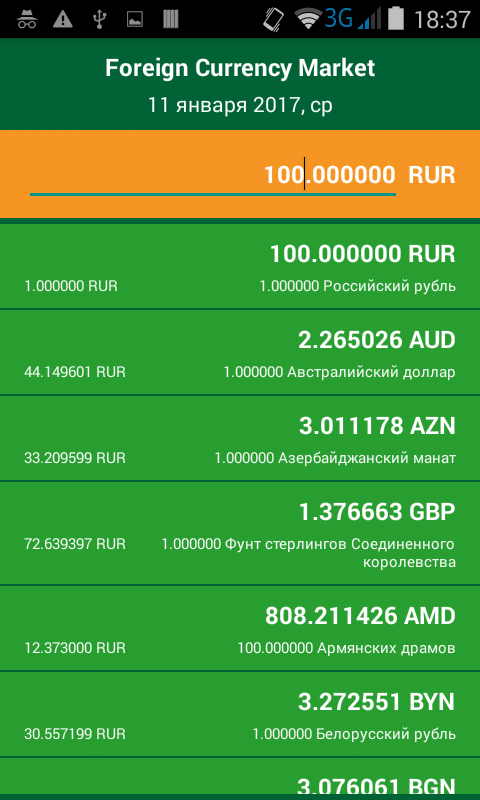 3G 18:37
Foreign Currency Market
11 января 2017, ср
100.000000 RUR
100.000000 RUR
1.000000 RUR 1.000000 Российский рубль
2.265026 AUD
44.149601 RUR 1.000000 Австралийский доллар
3.011178 AZN
33.209599 RUR 1.000000 Азербайджанский манат
1.376663 GBP
72.639397 RUR 1.000000 Фунт стерлингов Соединенного
королевства
808.211426 AMD
12.373000 RUR 100.000000 Армянских драмов
3.272551 BYN
30.557199 RUR 1.000000 Белорусский рубль
3.076061 BGN